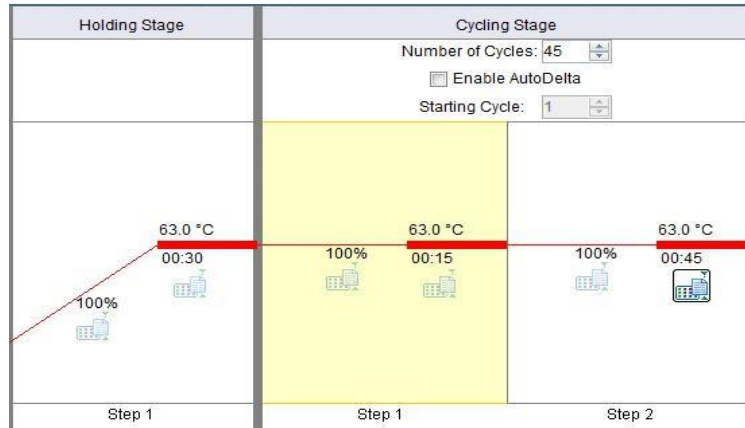 Holding Stage
Cycling Stage
Number of Cycles: 45
Enable AutoDelta
Starting Cycle: 1
63.0 °C
00:30
100%
63.0 °C
100%
00:15
63.0 °C
100%
00:45
Step 1
Step 1
Step 2